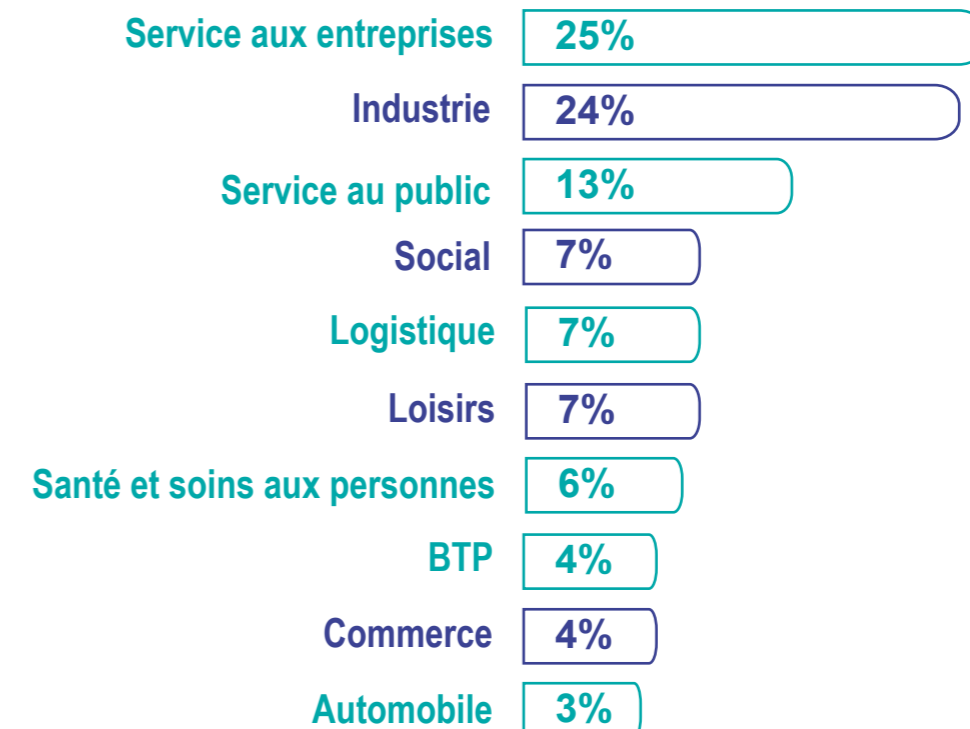 Service aux entreprises 25%
Industrie 24%
Service au public 13%
Social 7%
Logistique 7%
Loisirs 7%
Santé et soins aux personnes 6%
BTP 4%
Commerce 4%
Automobile 3%